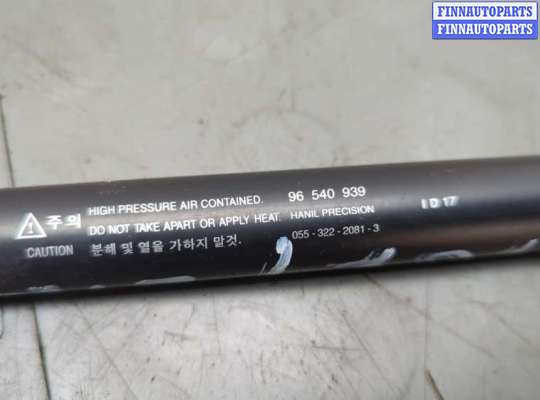 FINNAUTOPARTS
FINNAUTOPARTS
HIGH PRESSURE AIR CONTAINED. 96 540 939
주의 DO NOT TAKE APART OR APPLY HEAT. HANIL PRECISION I D 17
CAUTION 분해 및 열을 가하지 말것. 055-322-2081-3